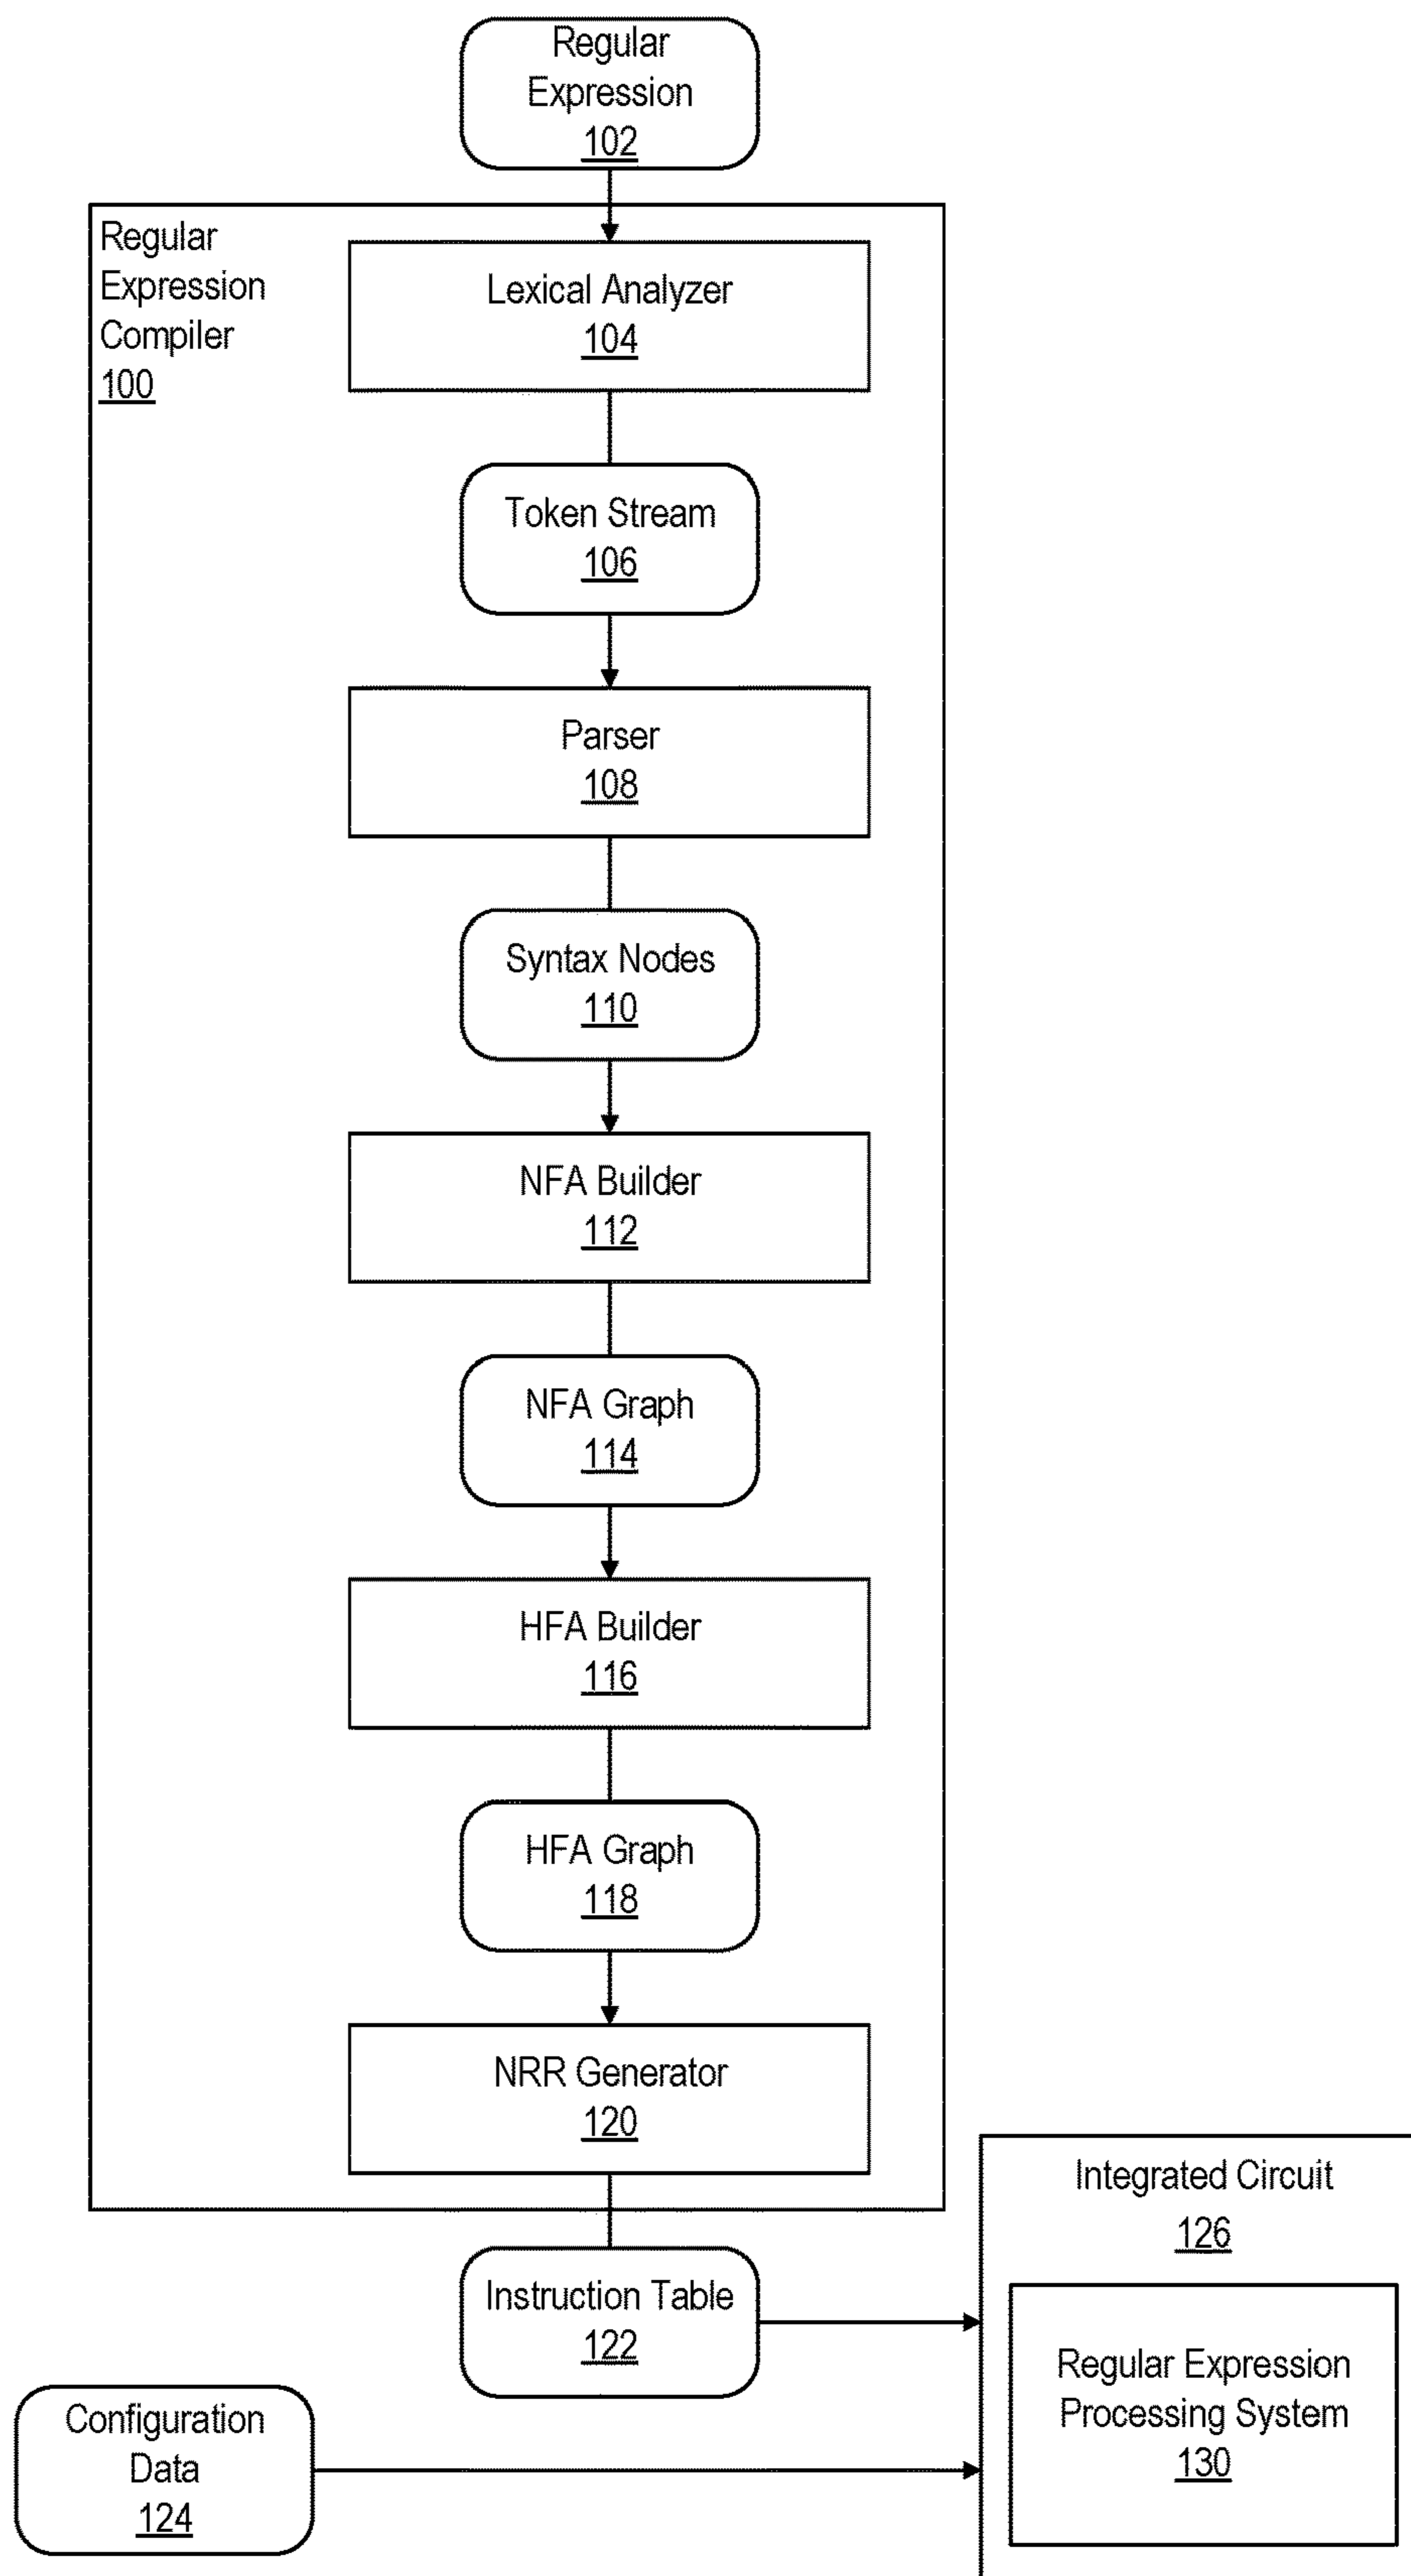 Regular
Expression
102
Regular
Expression
Compiler
100
Lexical Analyzer
104
Token Stream
106
Parser
108
Syntax Nodes
110
NFA Builder
112
NFA Graph
114
HFA Builder
116
HFA Graph
118
NRR Generator
120
Instruction Table
122
Configuration
Data
124
Integrated Circuit
126
Regular Expression
Processing System
130